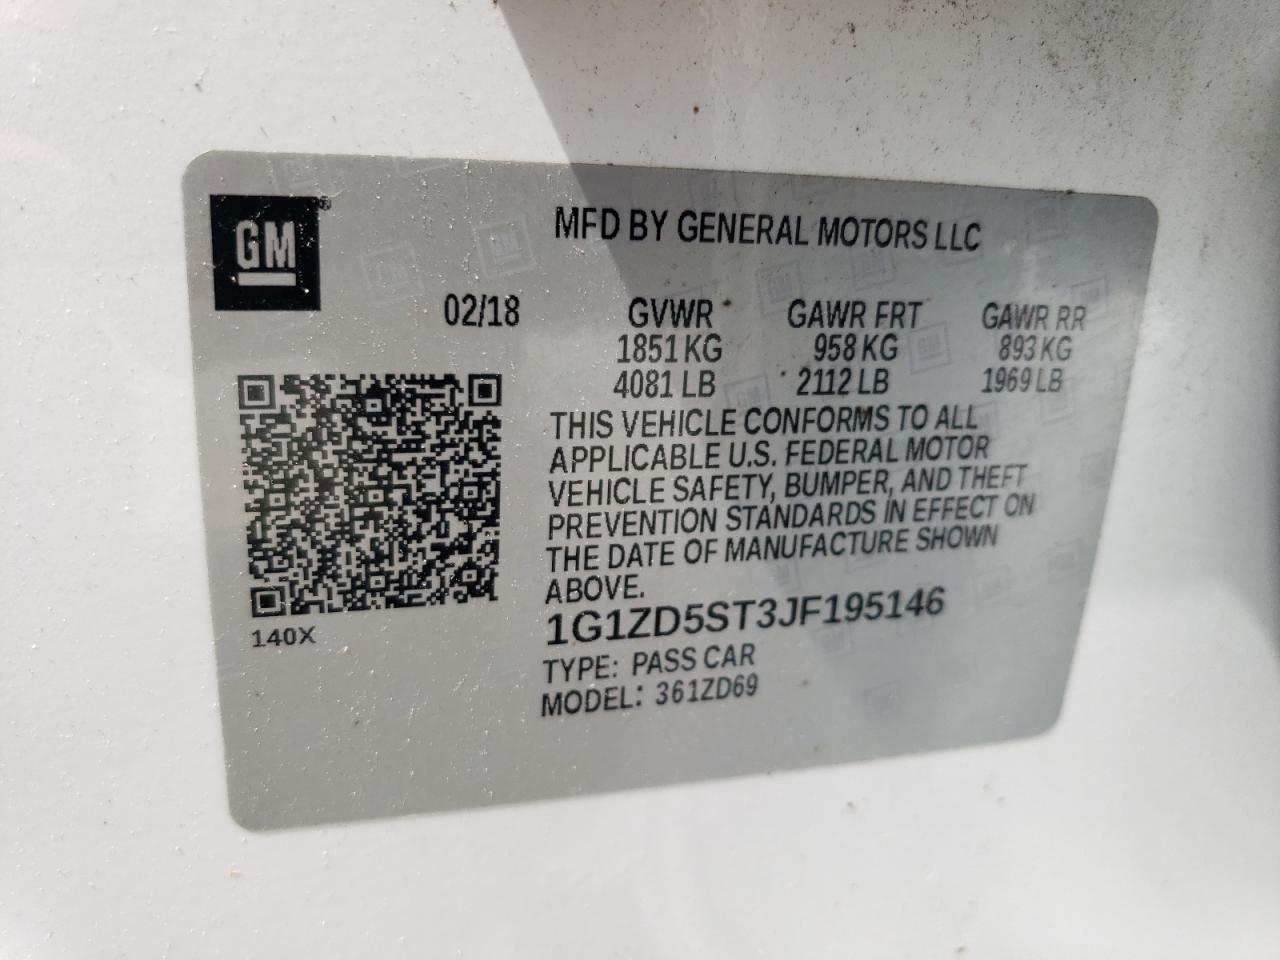 GM®
MFD BY GENERAL MOTORS LLC
02/18 GVWR GAWR FRT GAWR RR
1851 KG 958 KG 893 KG
4081 LB 2112 LB 1969 LB
THIS VEHICLE CONFORMS TO ALL
APPLICABLE U.S. FEDERAL MOTOR
VEHICLE SAFETY, BUMPER, AND THEFT
PREVENTION STANDARDS IN EFFECT ON
THE DATE OF MANUFACTURE SHOWN
ABOVE.
1G1ZD5ST3JF195146
TYPE: PASS CAR
MODEL: 361ZD69
140X